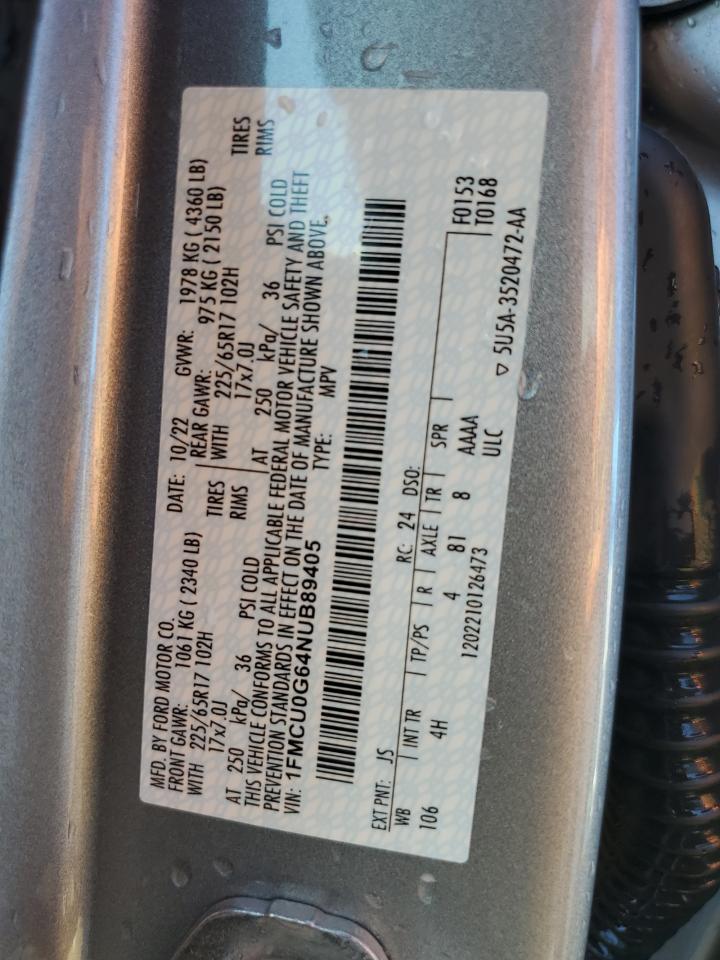 MFD. BY FORD MOTOR CO.
DATE: 10/22 GVWR: 1978 KG ( 4360 LB)
FRONT GAWR: 1061 KG ( 2340 LB)
REAR GAWR: 975 KG ( 2150 LB)
WITH 225/65R17 102H TIRES
WITH 225/65R17 102H TIRES
17x7.0J RIMS
17x7.0J RIMS
AT 250 kPa/ 36 PSI COLD
AT 250 kPa/ 36 PSI COLD
THIS VEHICLE CONFORMS TO ALL APPLICABLE FEDERAL MOTOR VEHICLE SAFETY AND THEFT
PREVENTION STANDARDS IN EFFECT ON THE DATE OF MANUFACTURE SHOWN ABOVE.
VIN: 1FMCU0G64NUB89405 TYPE: MPV
EXT PNT: JS RC: 24 DSO:
F0153
WB INT TR TP/PS R AXLE TR SPR
T0168
106 4H 4 81 8 AAAA
1202210126473 ULC
▽ 5U5A-3520472-AA